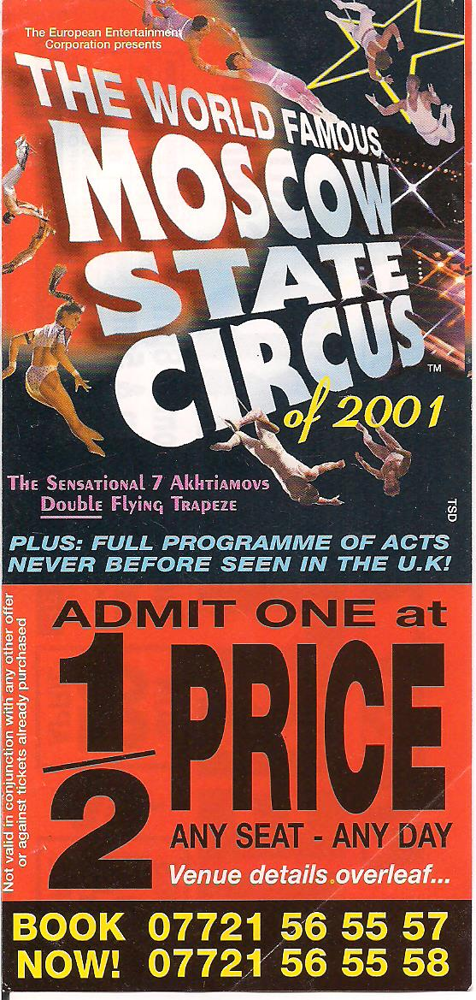 The European Entertainment
Corporation presents
THE WORLD FAMOUS
MOSCOW
STATE
CIRCUS
™
of 2001
The Sensational 7 Akhtiamovs
Double Flying Trapeze
TSD
PLUS: FULL PROGRAMME OF ACTS
NEVER BEFORE SEEN IN THE U.K!
Not valid in conjunction with any other offer
or against tickets already purchased
ADMIT ONE at
1/2 PRICE
ANY SEAT - ANY DAY
Venue details overleaf...
BOOK 07721 56 55 57
NOW! 07721 56 55 58